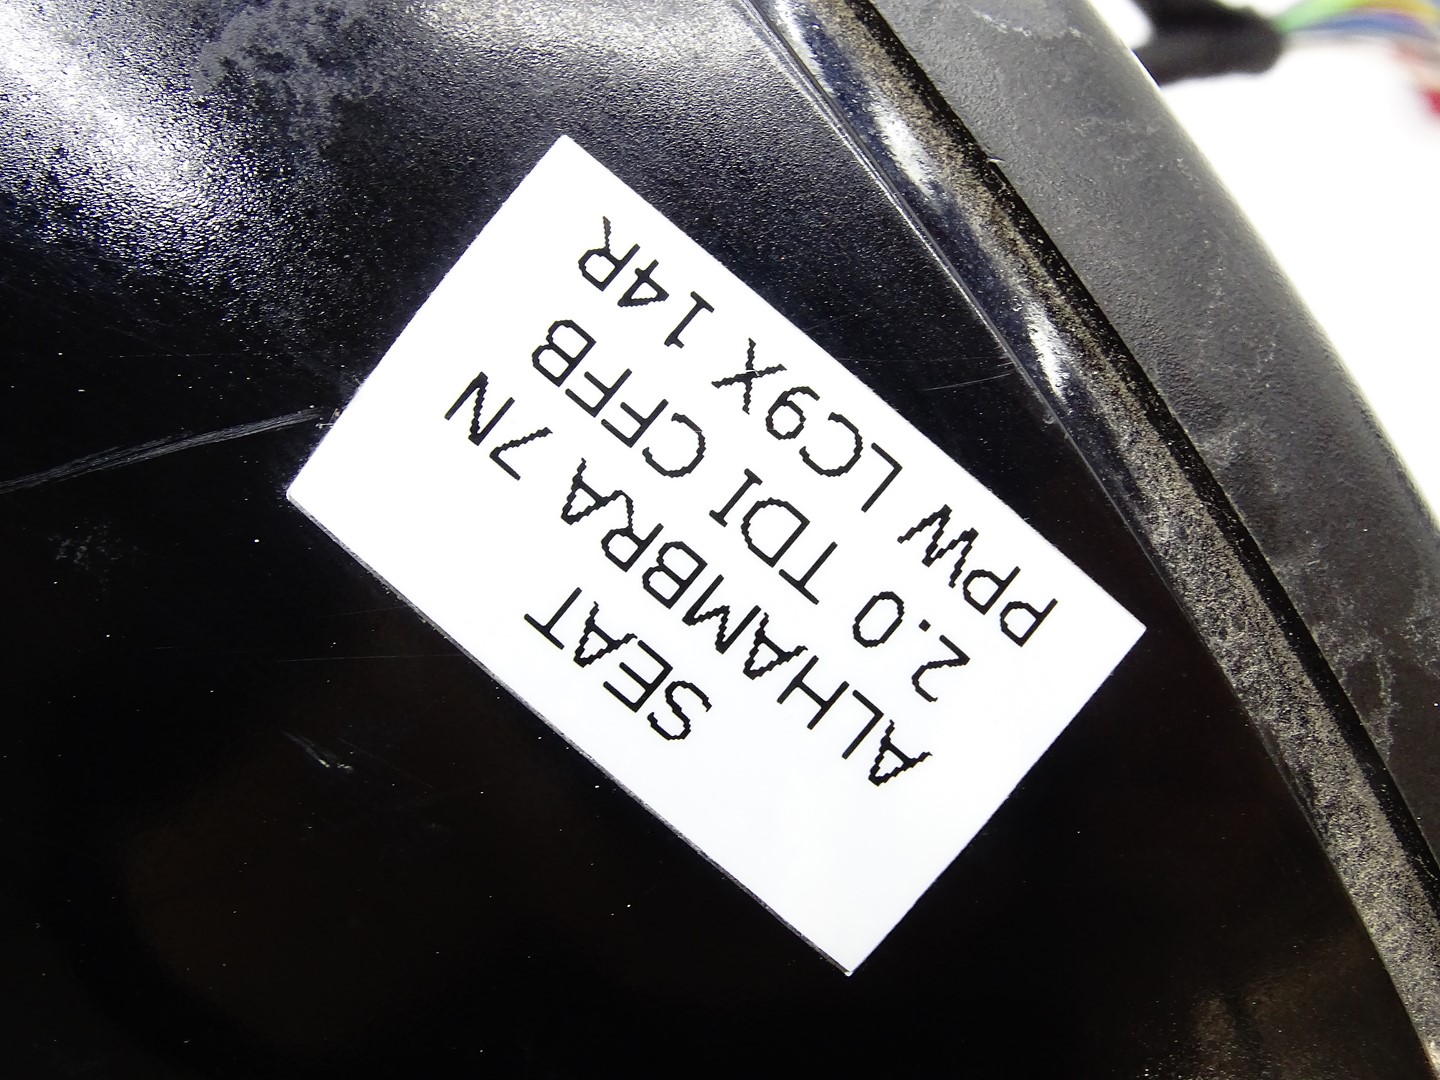 SEAT
ALHAMBRA 7N
2.0 TDI CFFB
PPW LC9X 14R